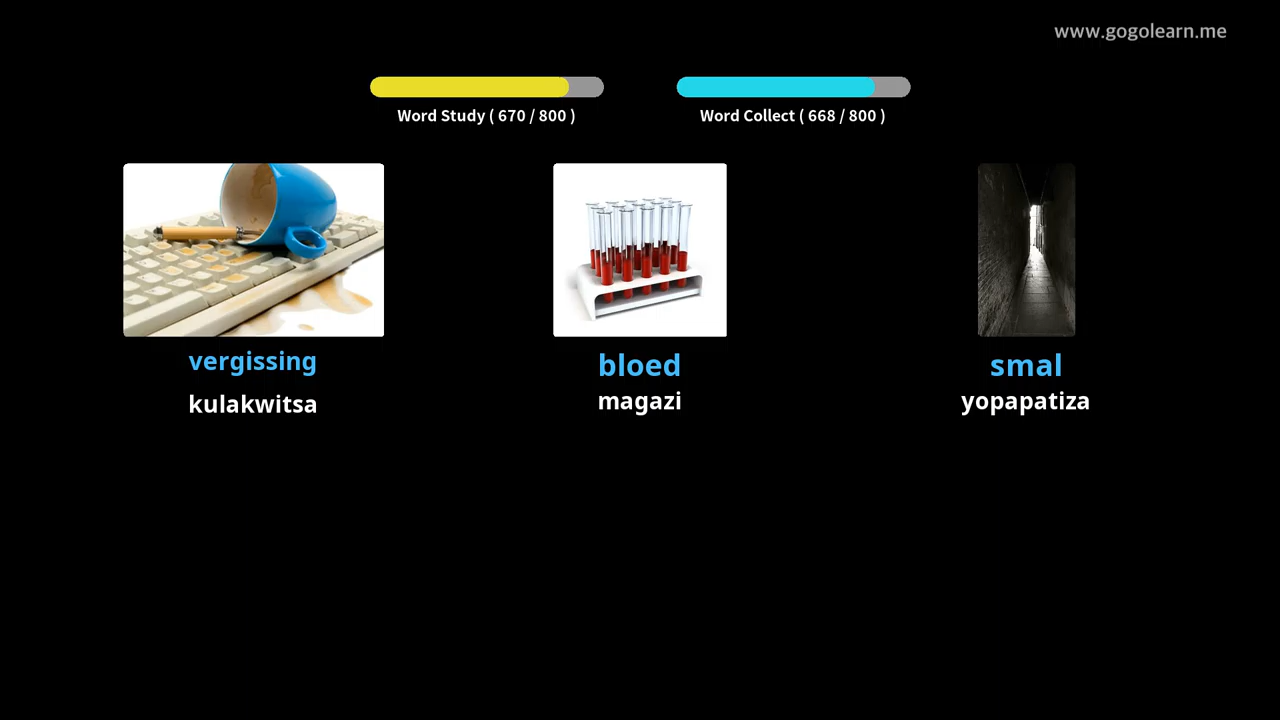 www.gogolearn.me
Word Study ( 670 / 800 )
Word Collect ( 668 / 800 )
vergissing
kulakwitsa
bloed
magazi
smal
yopapatiza